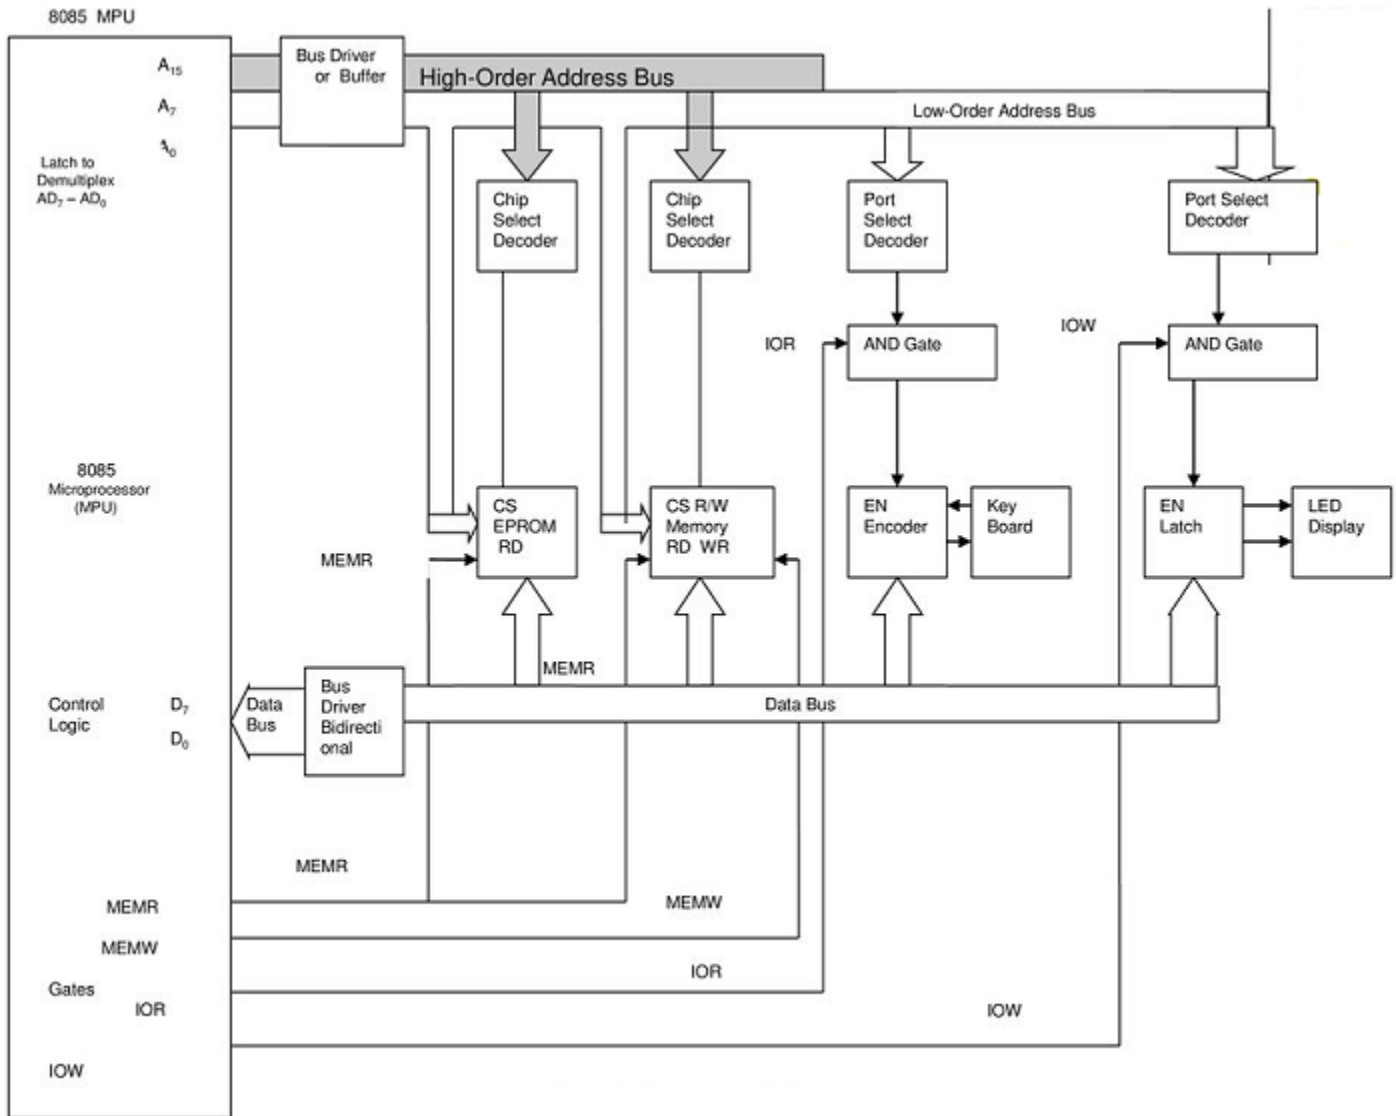 8085 MPU
A15
A7
A0
Latch to
Demultiplex
AD7 – AD0
Bus Driver
or Buffer
High-Order Address Bus
Low-Order Address Bus
Chip
Select
Decoder
Chip
Select
Decoder
Port
Select
Decoder
Port Select
Decoder
IOR
AND Gate
IOW
AND Gate
8085
Microprocessor
(MPU)
CS
EPROM
RD
CS R/W
Memory
RD WR
EN
Encoder
Key
Board
EN
Latch
LED
Display
MEMR
MEMR
Control
Logic
D7
D0
Data
Bus
Bus
Driver
Bidirecti
onal
Data Bus
MEMR
MEMR
MEMW
MEMW
IOR
Gates
IOR
IOW
IOW